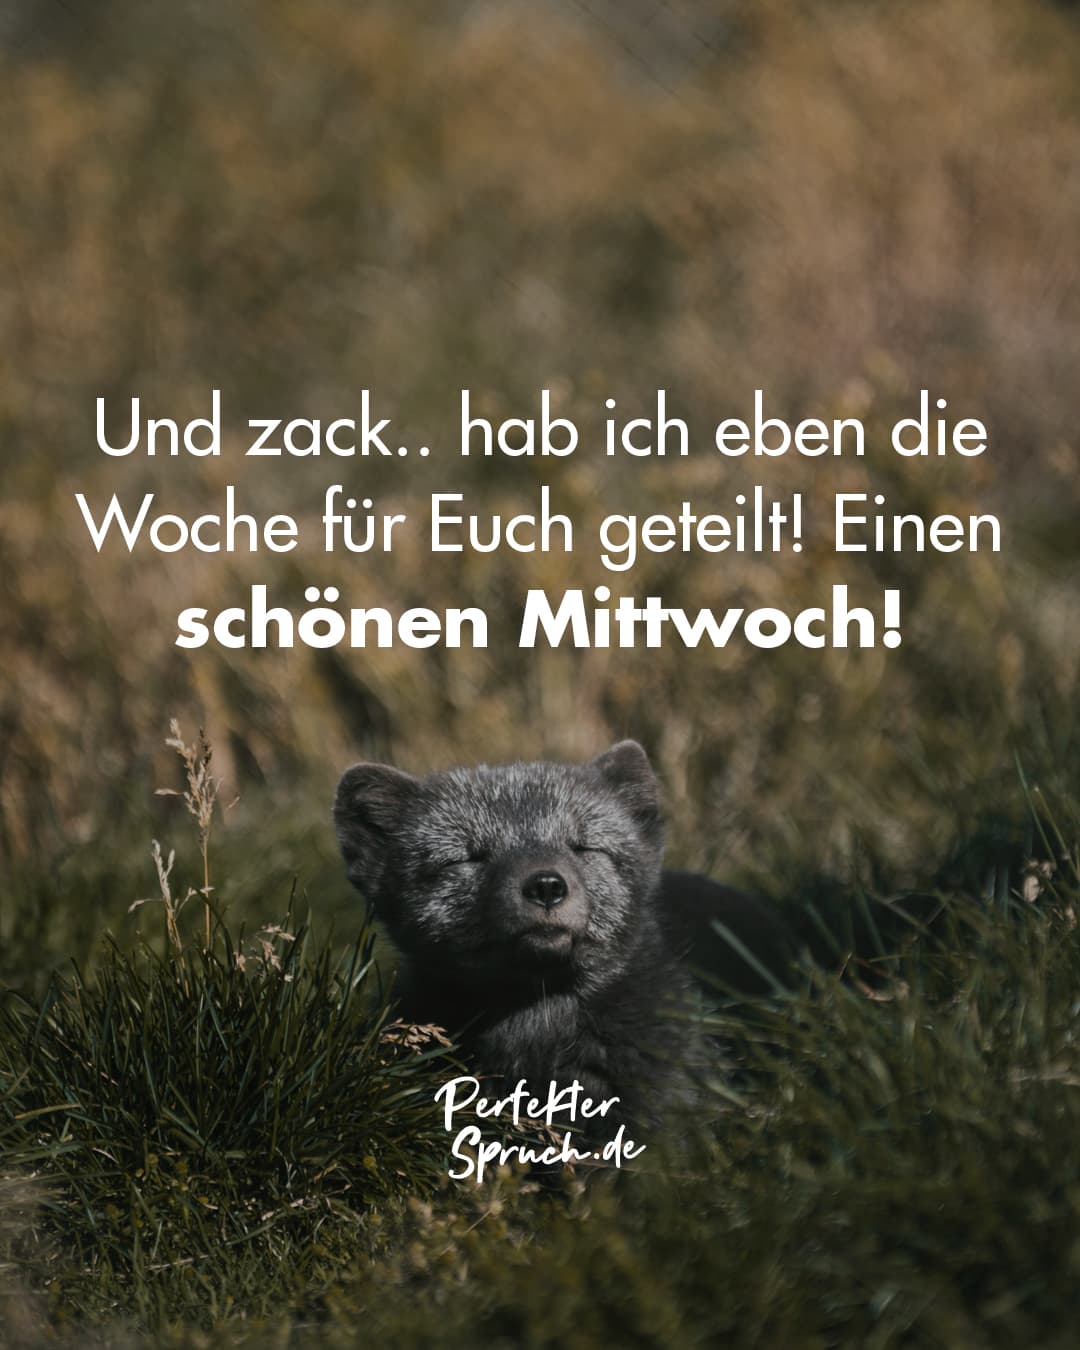 Und zack.. hab ich eben die
Woche für Euch geteilt! Einen
schönen Mittwoch!
Perfekter
Spruch.de